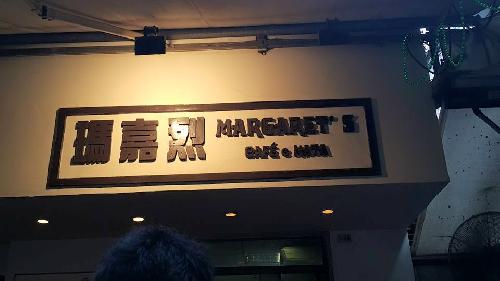 瑪嘉烈 MARGARET'S
CAFÉ e NATA